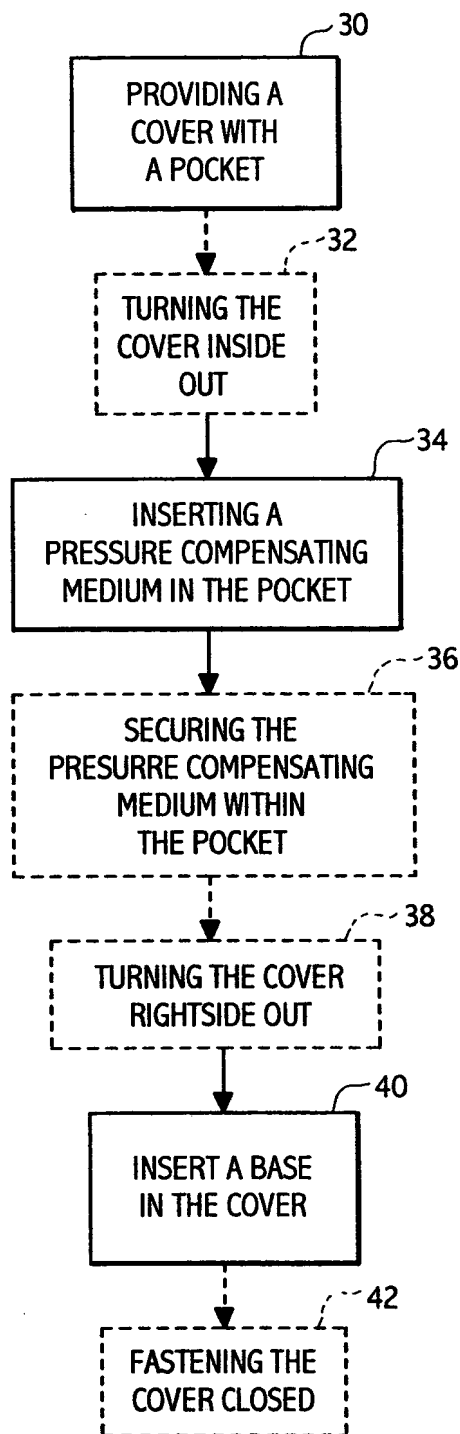 30
PROVIDING A
COVER WITH
A POCKET
32
TURNING THE
COVER INSIDE
OUT
34
INSERTING A
PRESSURE COMPENSATING
MEDIUM IN THE POCKET
36
SECURING THE
PRESURRE COMPENSATING
MEDIUM WITHIN
THE POCKET
38
TURNING THE COVER
RIGHTSIDE OUT
40
INSERT A BASE
IN THE COVER
42
FASTENING THE
COVER CLOSED